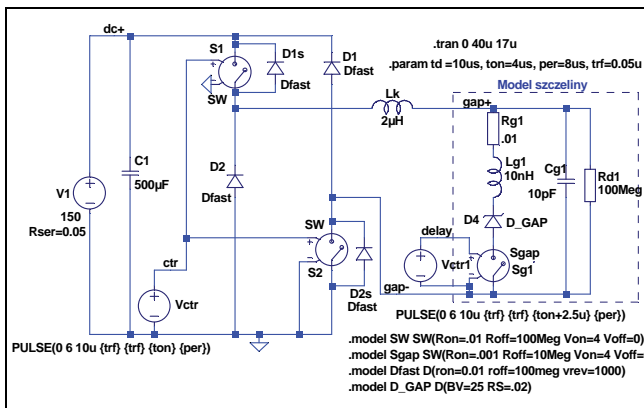 dc+
S1
D1s
Dfast
SW
D1
Dfast
.tran 0 40u 17u
.param td =10us, ton=4us, per=8us, trf=0.05u
Model szczeliny
Lk
2µH
gap+
Rg1
.01
Lg1
10nH
Cg1
10pF
Rd1
100Meg
C1
500µF
D2
Dfast
V1
150
Rser=0.05
SW
S2
D2s
Dfast
D4
D_GAP
delay
Vctr1
Sgap
Sg1
gap-
ctr
Vctr
PULSE(0 6 10u {trf} {trf} {ton} {per})
PULSE(0 6 10u {trf} {trf} {ton+2.5u} {per})
.model SW SW(Ron=.01 Roff=100Meg Von=4 Voff=0)
.model Sgap SW(Ron=.001 Roff=10Meg Von=4 Voff=
.model Dfast D(ron=0.01 roff=100meg vrev=1000)
.model D_GAP D(BV=25 RS=.02)